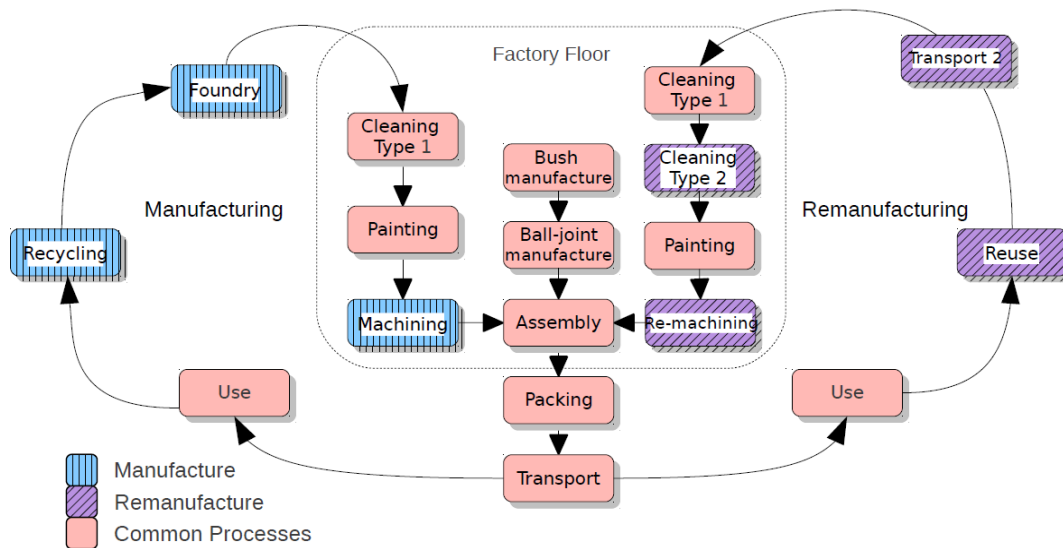 Factory Floor
Foundry
Transport 2
Cleaning
Type 1
Cleaning
Type 1
Bush
manufacture
Cleaning
Type 2
Manufacturing
Painting
Ball-joint
manufacture
Painting
Remanufacturing
Recycling
Reuse
Machining
Assembly
Re-machining
Use
Packing
Use
Transport
Manufacture
Remanufacture
Common Processes